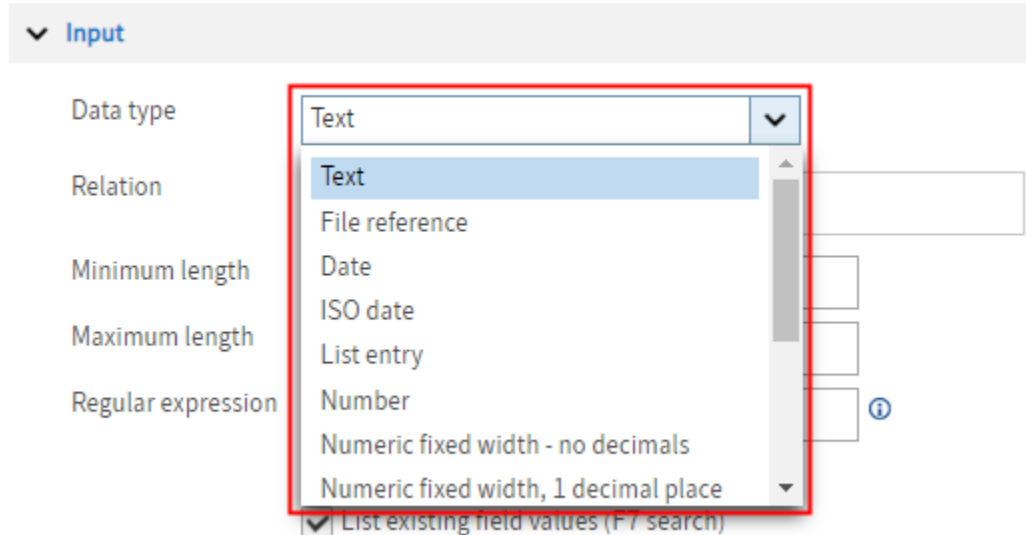 Input
Data type
Text
Text
Relation
File reference
Date
Minimum length
ISO date
Maximum length
List entry
Regular expression
Number
Numeric fixed width - no decimals
Numeric fixed width, 1 decimal place
List existing field values (F7 search)